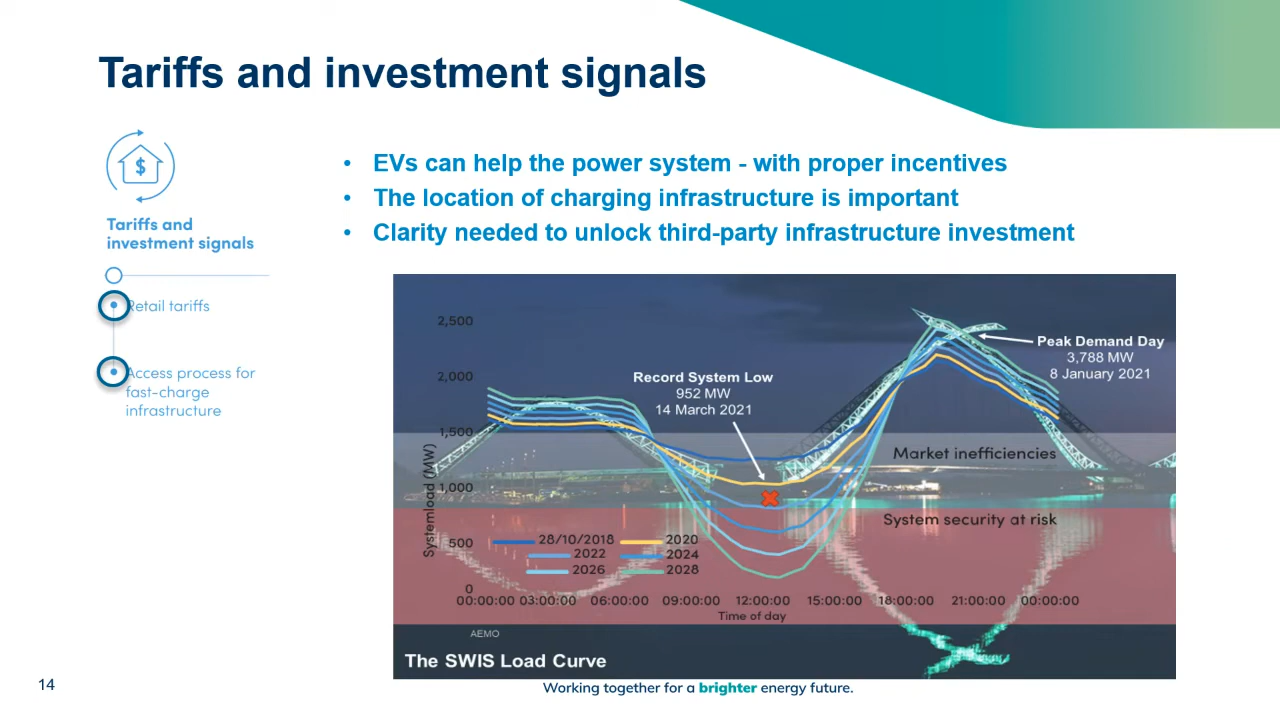 Tariffs and investment signals
$
Tariffs and
investment signals
Retail tariffs
Access process for
fast-charge
infrastructure
• EVs can help the power system - with proper incentives
• The location of charging infrastructure is important
• Clarity needed to unlock third-party infrastructure investment
2,500
2,000
1,500
1,000
500
0
Systemload (MW)
Record System Low
952 MW
14 March 2021
Peak Demand Day
3,788 MW
8 January 2021
Market inefficiencies
System security at risk
28/10/2018 2020
2022 2024
2026 2028
00:00:00 03:00:00 06:00:00 09:00:00 12:00:00 15:00:00 18:00:00 21:00:00 00:00:00
Time of day
AEMO
The SWIS Load Curve
14
Working together for a brighter energy future.